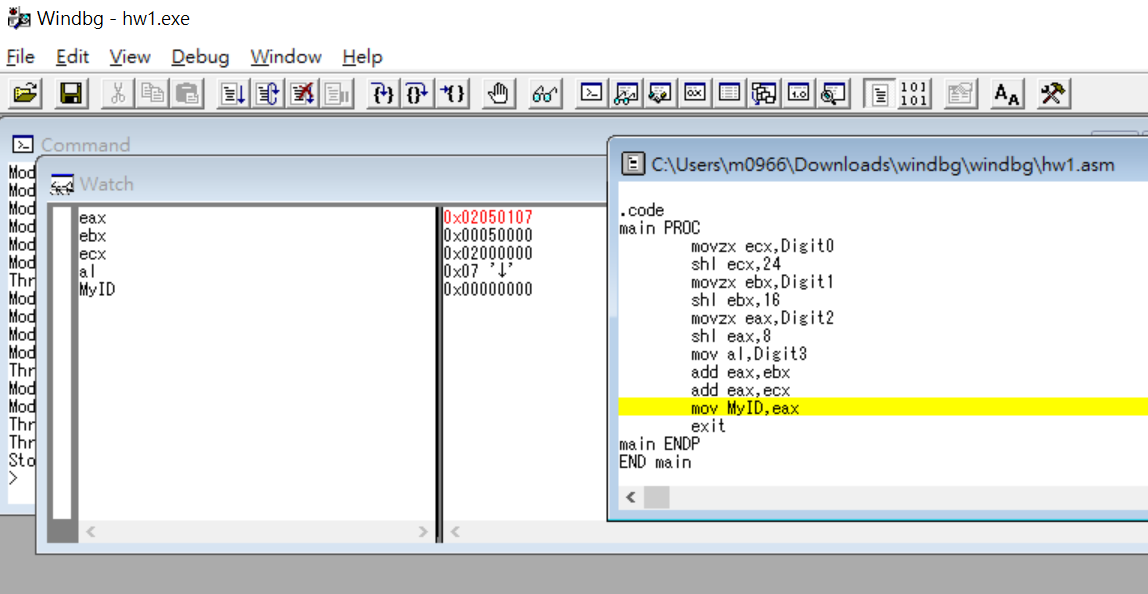 Windbg - hw1.exe
File Edit View Debug Window Help
Command
Mod
Mod
Mod
Mod
Mod
Mod
Thr
Mod
Mod
Mod
Mod
Thr
Mod
Mod
Thr
Thr
Sto
>
Watch
eax 0x02050107
ebx 0x00050000
ecx 0x02000000
al 0x07 '↓'
MyID 0x00000000
C:\Users\m0966\Downloads\windbg\windbg\hw1.asm
.code
main PROC
movzx ecx,Digit0
shl ecx,24
movzx ebx,Digit1
shl ebx,16
movzx eax,Digit2
shl eax,8
mov al,Digit3
add eax,ebx
add eax,ecx
mov MyID,eax
exit
main ENDP
END main